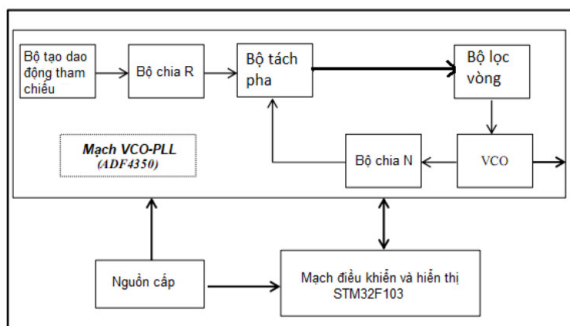 Bộ tạo dao
động tham
chiếu
Bộ chia R
Bộ tách
pha
Bộ lọc
vòng
Mạch VCO-PLL
(ADF4350)
Bộ chia N
VCO
Nguồn cấp
Mạch điều khiển và hiển thị
STM32F103